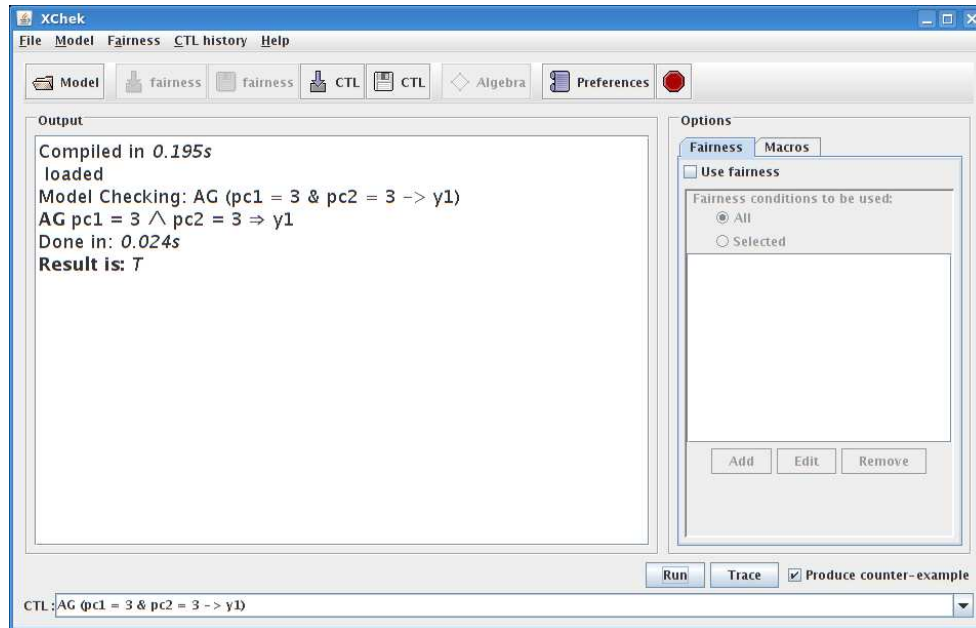 XChek
File Model Fairness CTL history Help
Model fairness fairness CTL CTL Algebra Preferences
Output
Compiled in 0.195s
loaded
Model Checking: AG (pc1 = 3 & pc2 = 3 -> y1)
AG pc1 = 3 ∧ pc2 = 3 ⇒ y1
Done in: 0.024s
Result is: T
Options
Fairness Macros
Use fairness
Fairness conditions to be used:
All
Selected
Add Edit Remove
Run Trace Produce counter-example
CTL: AG (pc1 = 3 & pc2 = 3 -> y1)